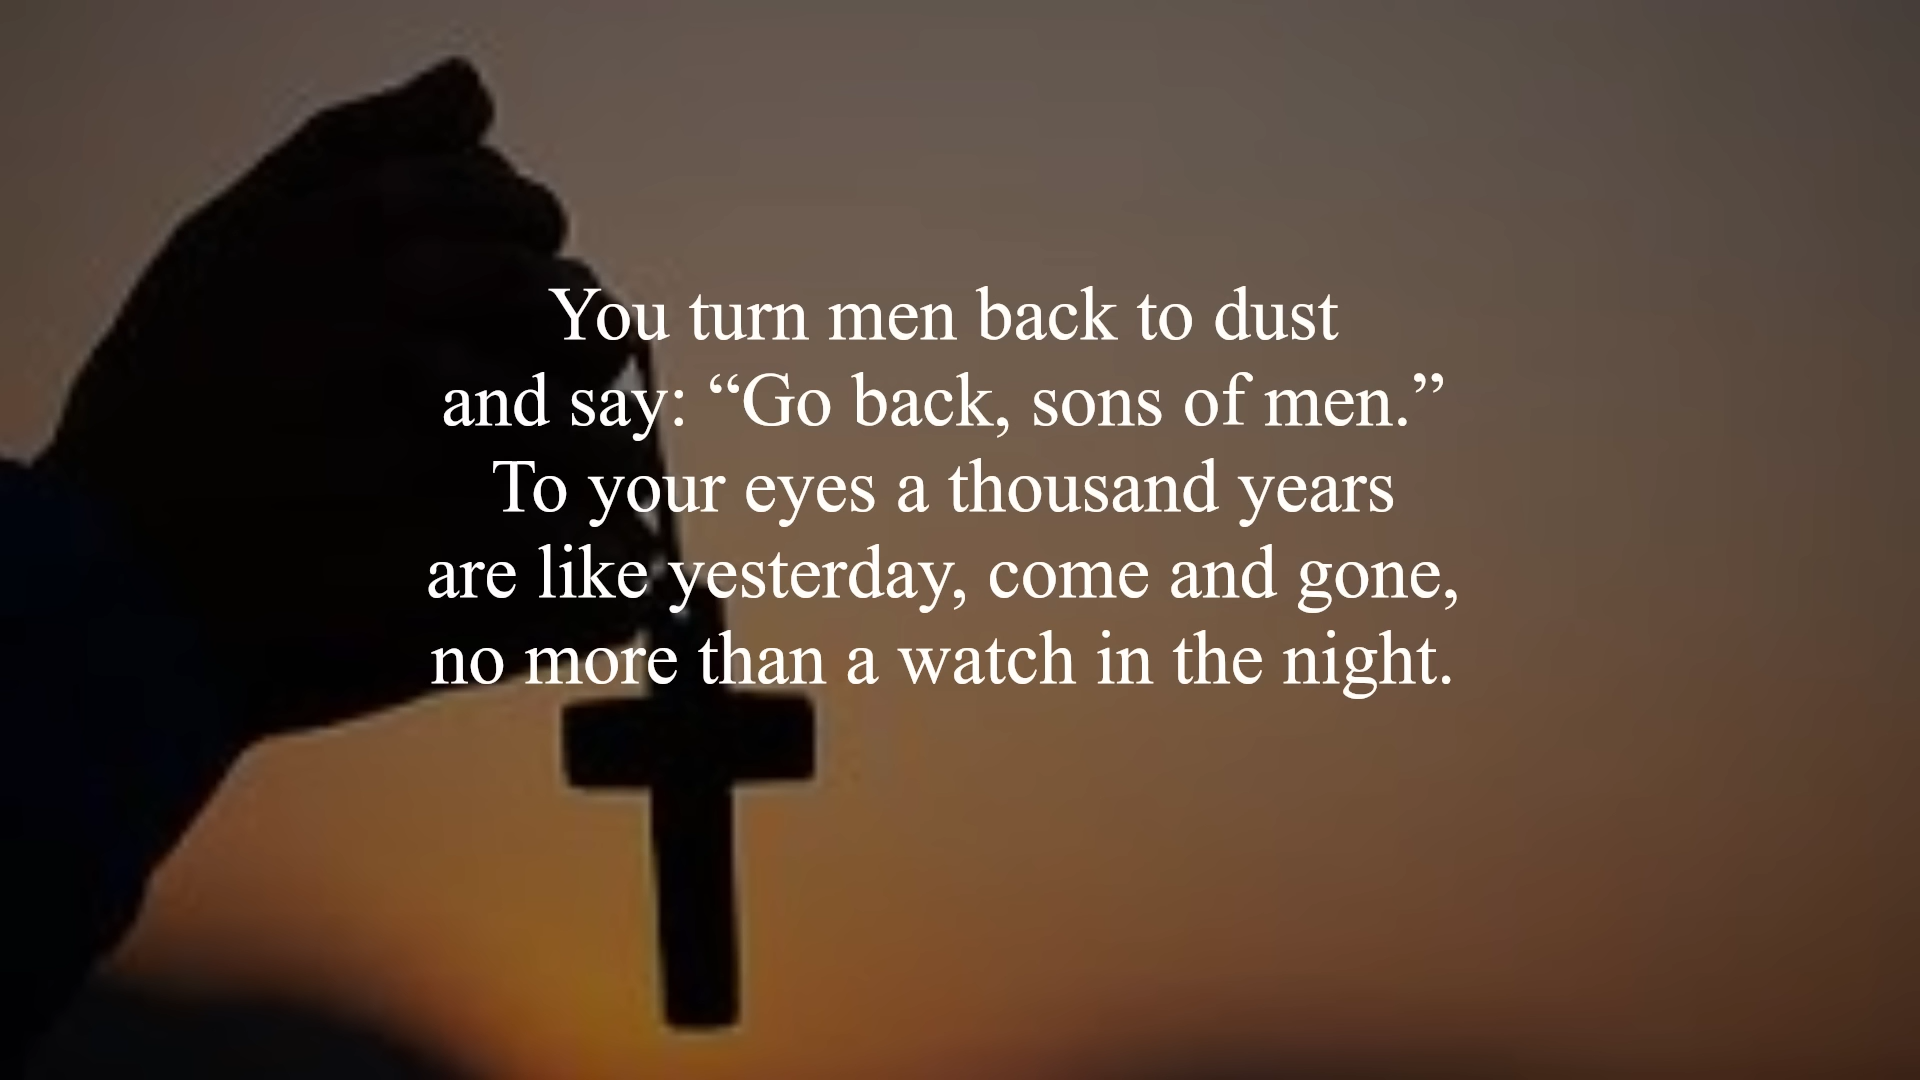 You turn men back to dust
and say: “Go back, sons of men.”
To your eyes a thousand years
are like yesterday, come and gone,
no more than a watch in the night.